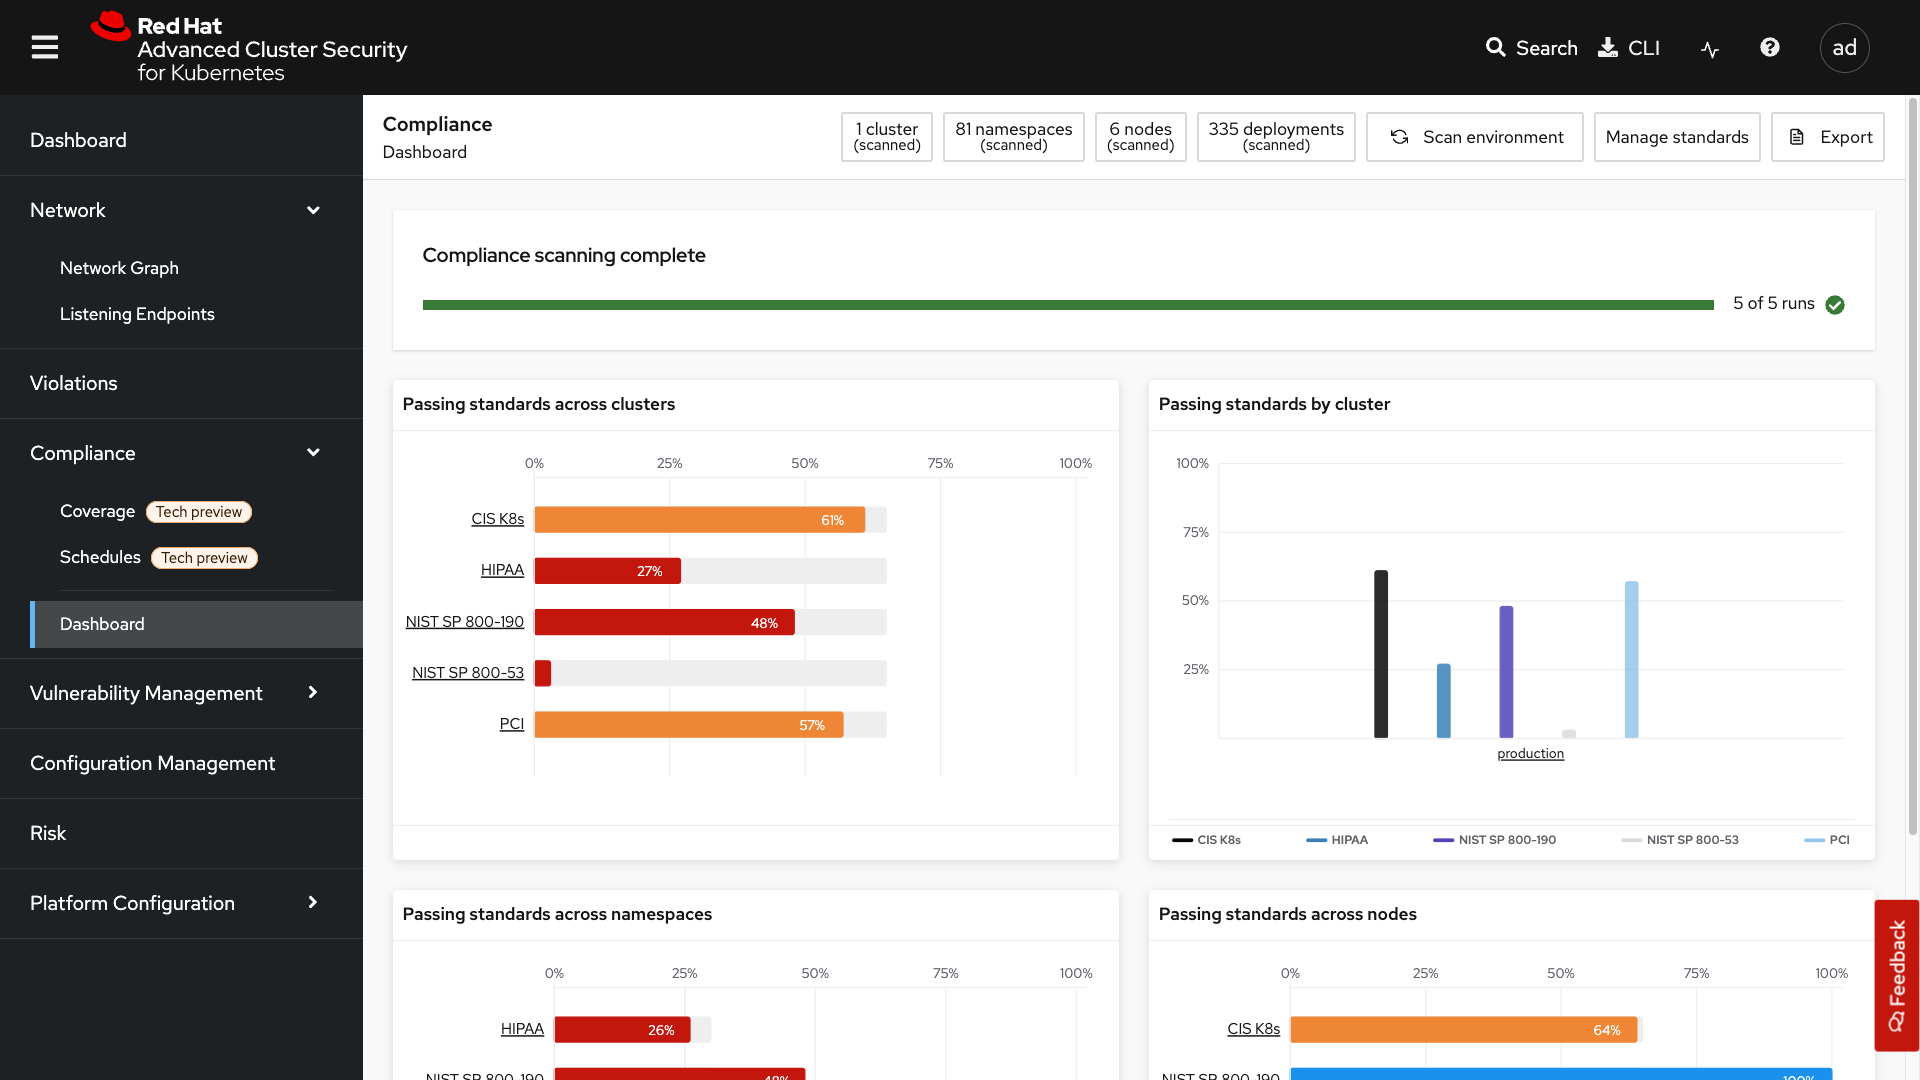 Red Hat
Advanced Cluster Security
for Kubernetes
Search
CLI
ad
Dashboard
Network
Network Graph
Listening Endpoints
Violations
Compliance
Coverage Tech preview
Schedules Tech preview
Dashboard
Vulnerability Management
Configuration Management
Risk
Platform Configuration
Compliance
Dashboard
1 cluster
(scanned)
81 namespaces
(scanned)
6 nodes
(scanned)
335 deployments
(scanned)
Scan environment
Manage standards
Export
Compliance scanning complete
5 of 5 runs
Passing standards across clusters
0% 25% 50% 75% 100%
CIS K8s 61%
HIPAA 27%
NIST SP 800-190 48%
NIST SP 800-53
PCI 57%
Passing standards by cluster
100%
75%
50%
25%
production
CIS K8s HIPAA NIST SP 800-190 NIST SP 800-53 PCI
Passing standards across namespaces
0% 25% 50% 75% 100%
HIPAA 26%
NIST SP 800-190 48%
Passing standards across nodes
0% 25% 50% 75% 100%
CIS K8s 64%
NIST SP 800-190 100%
Feedback